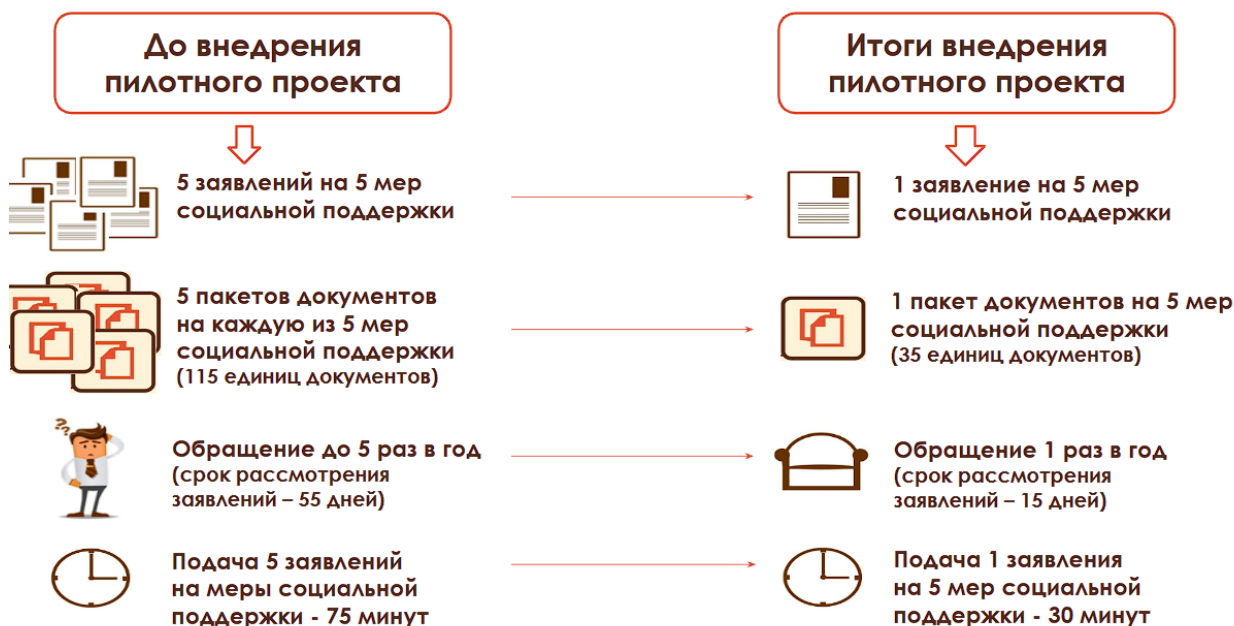 До внедрения
пилотного проекта
Итоги внедрения
пилотного проекта
5 заявлений на 5 мер
социальной поддержки
1 заявление на 5 мер
социальной поддержки
5 пакетов документов
на каждую из 5 мер
социальной поддержки
(115 единиц документов)
1 пакет документов на 5 мер
социальной поддержки
(35 единиц документов)
??
Обращение до 5 раз в год
(срок рассмотрения
заявлений – 55 дней)
Обращение 1 раз в год
(срок рассмотрения
заявлений – 15 дней)
Подача 5 заявлений
на меры социальной
поддержки - 75 минут
Подача 1 заявления
на 5 мер социальной
поддержки - 30 минут